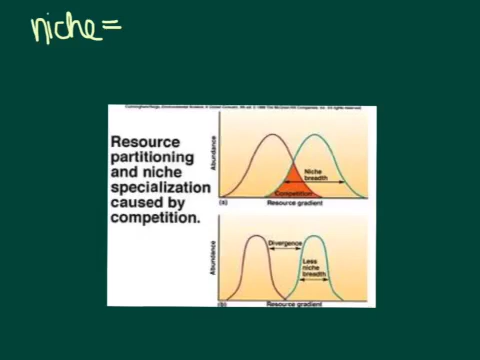 niche=
Resource
partitioning
and niche
specialization
caused by
competition.
Abundance
Niche
breadth
Competition
(a)
Resource gradient
Abundance
Divergence
Less
niche
breadth
(b)
Resource gradient